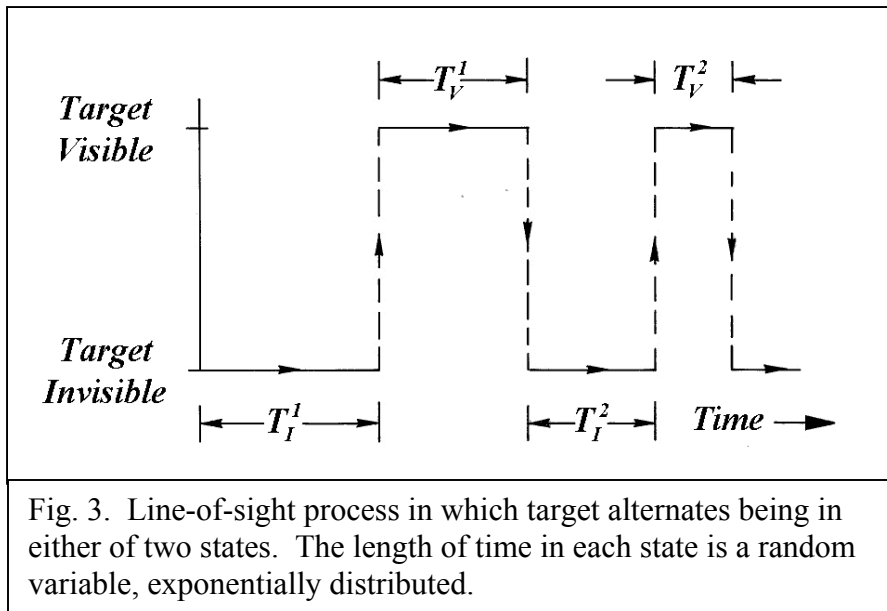 T_V^1
T_V^2
Target
Visible
Target
Invisible
T_I^1
T_I^2
Time
Fig. 3. Line-of-sight process in which target alternates being in
either of two states. The length of time in each state is a random
variable, exponentially distributed.